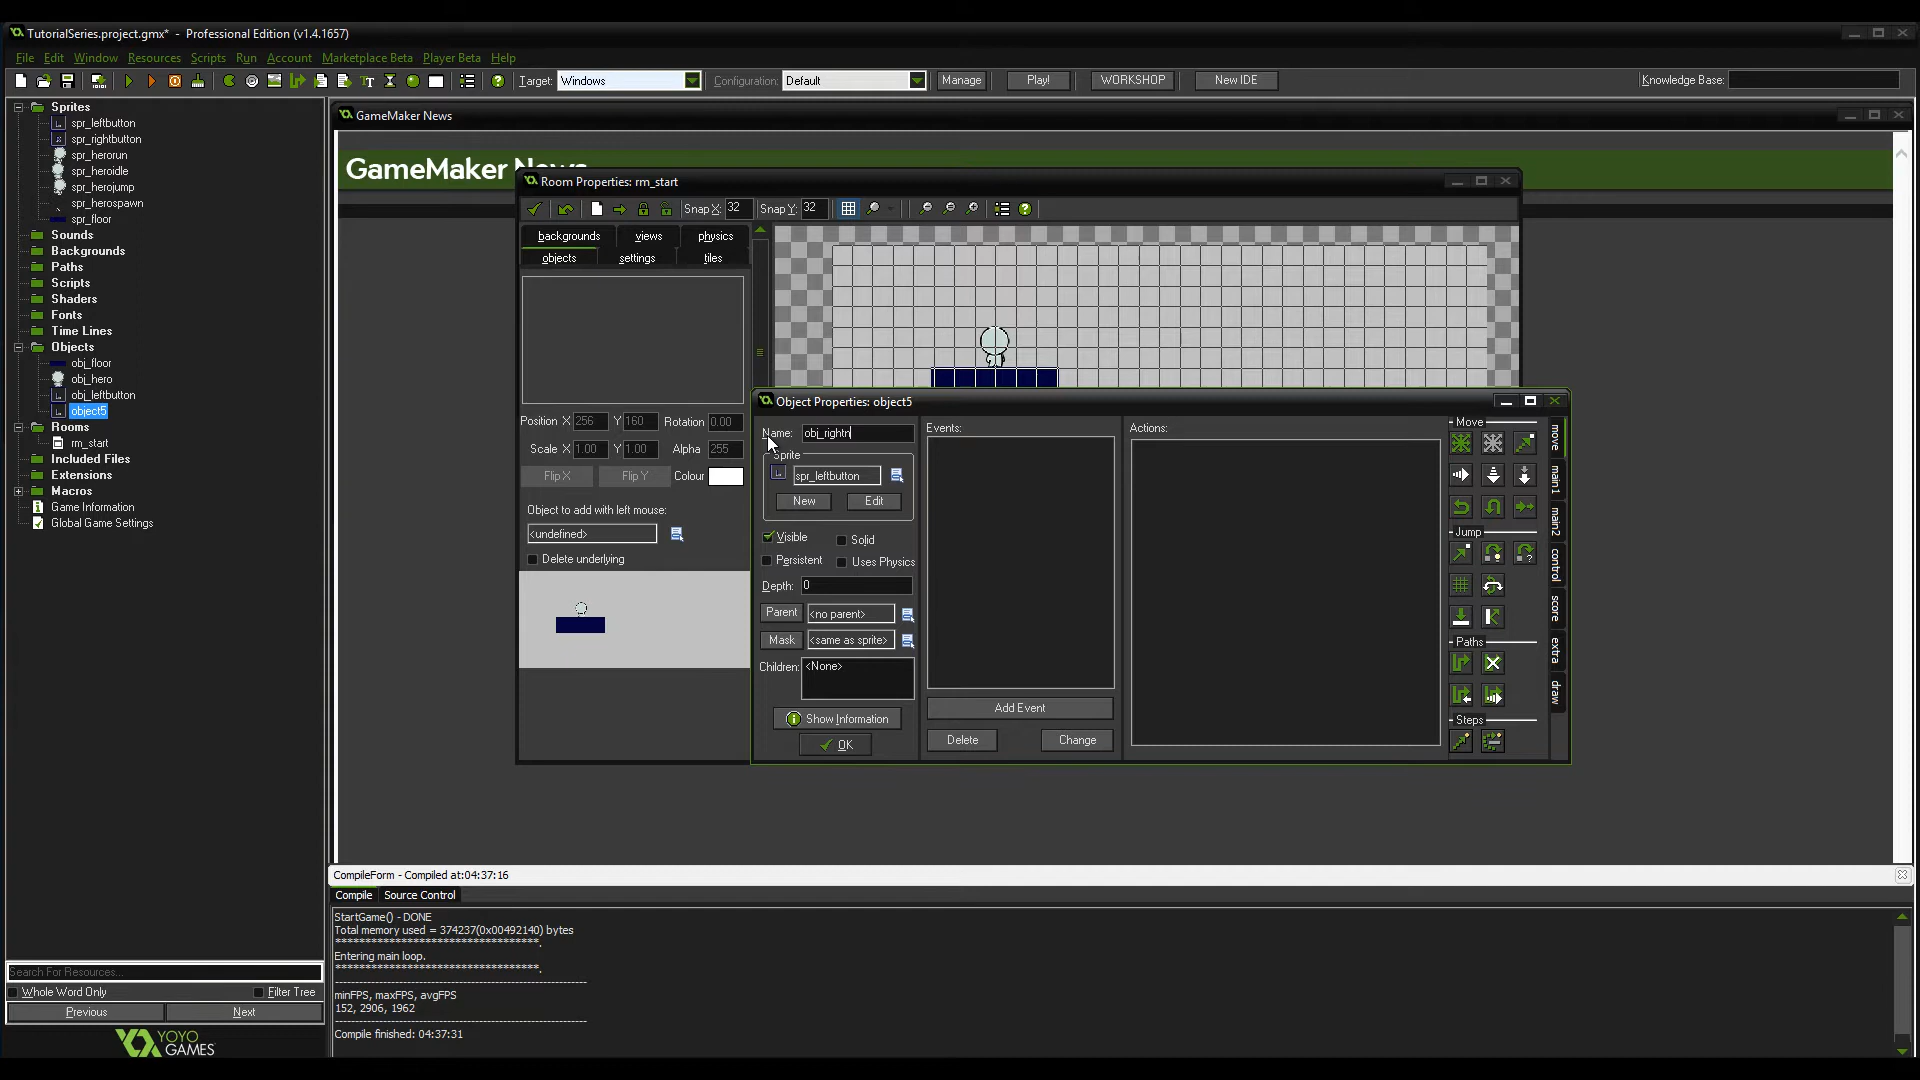 TutorialSeries.project.gmx* - Professional Edition (v1.4.1657)
File Edit Window Resources Scripts Run Account Marketplace Beta Player Beta Help
Target: Windows Configuration: Default Manage Play! WORKSHOP New IDE Knowledge Base:
Sprites
spr_leftbutton
spr_rightbutton
spr_herorun
spr_heroidle
spr_herojump
spr_herospawn
spr_floor
Sounds
Backgrounds
Paths
Scripts
Shaders
Fonts
Time Lines
Objects
obj_floor
obj_hero
obj_leftbutton
object5
Rooms
rm_start
Included Files
Extensions
Macros
Game Information
Global Game Settings
Search For Resources...
Whole Word Only Filter Tree
Previous Next
YOYO
GAMES
GameMaker News
GameMaker News
Room Properties: rm_start
Snap X: 32 Snap Y: 32
backgrounds views physics
objects settings tiles
Position X 256 Y 160 Rotation 0.00
Scale X 1.00 Y 1.00 Alpha 255
Flip X Flip Y Colour
Object to add with left mouse:
<undefined>
Delete underlying
Object Properties: object5
Name: obj_rightn
Sprite
spr_leftbutton
New Edit
Visible Solid
Persistent Uses Physics
Depth: 0
Parent <no parent>
Mask <same as sprite>
Children: <None>
Show Information
OK
Events:
Add Event
Delete Change
Actions:
Move
Jump
Paths
Steps
move
main1
main2
control
score
extra
draw
CompileForm - Compiled at:04:37:16
Compile Source Control
StartGame() - DONE
Total memory used = 374237(0x00492140) bytes
***********************************.
Entering main loop.
***********************************.
minFPS, maxFPS, avgFPS
152, 2906, 1962
Compile finished: 04:37:31